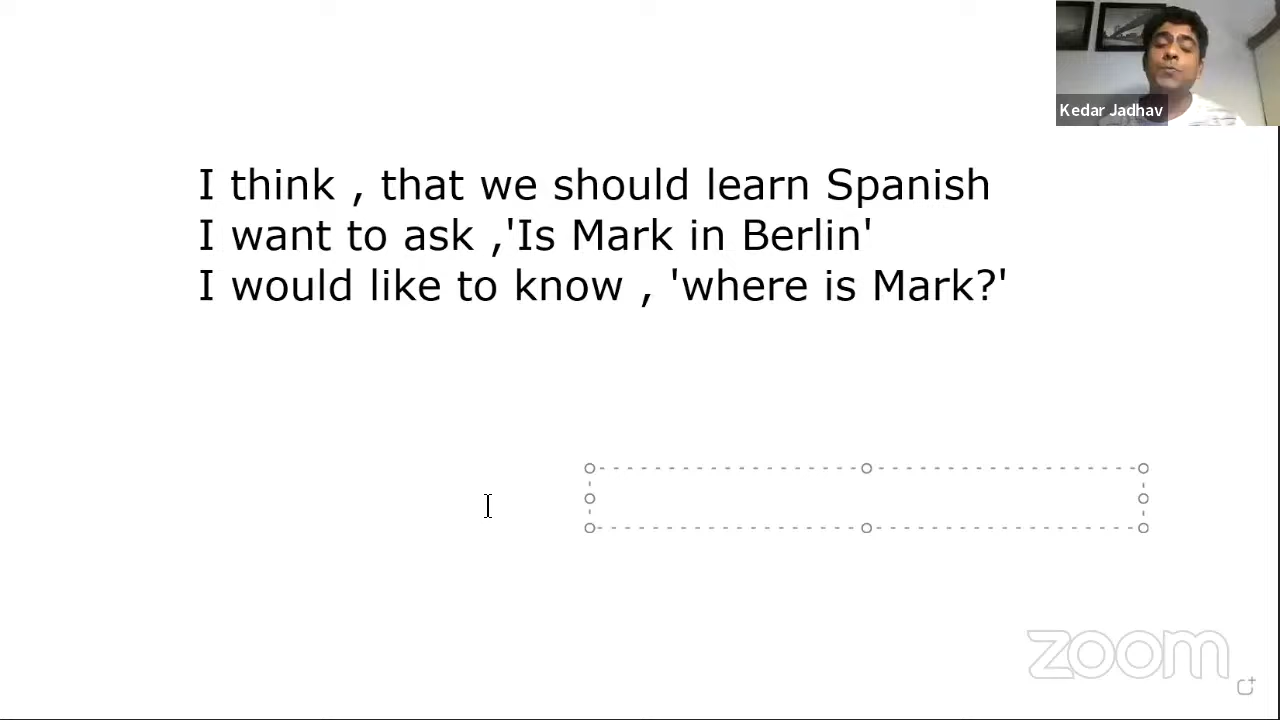 Kedar Jadhav
I think , that we should learn Spanish
I want to ask ,'Is Mark in Berlin'
I would like to know , 'where is Mark?'
zoom